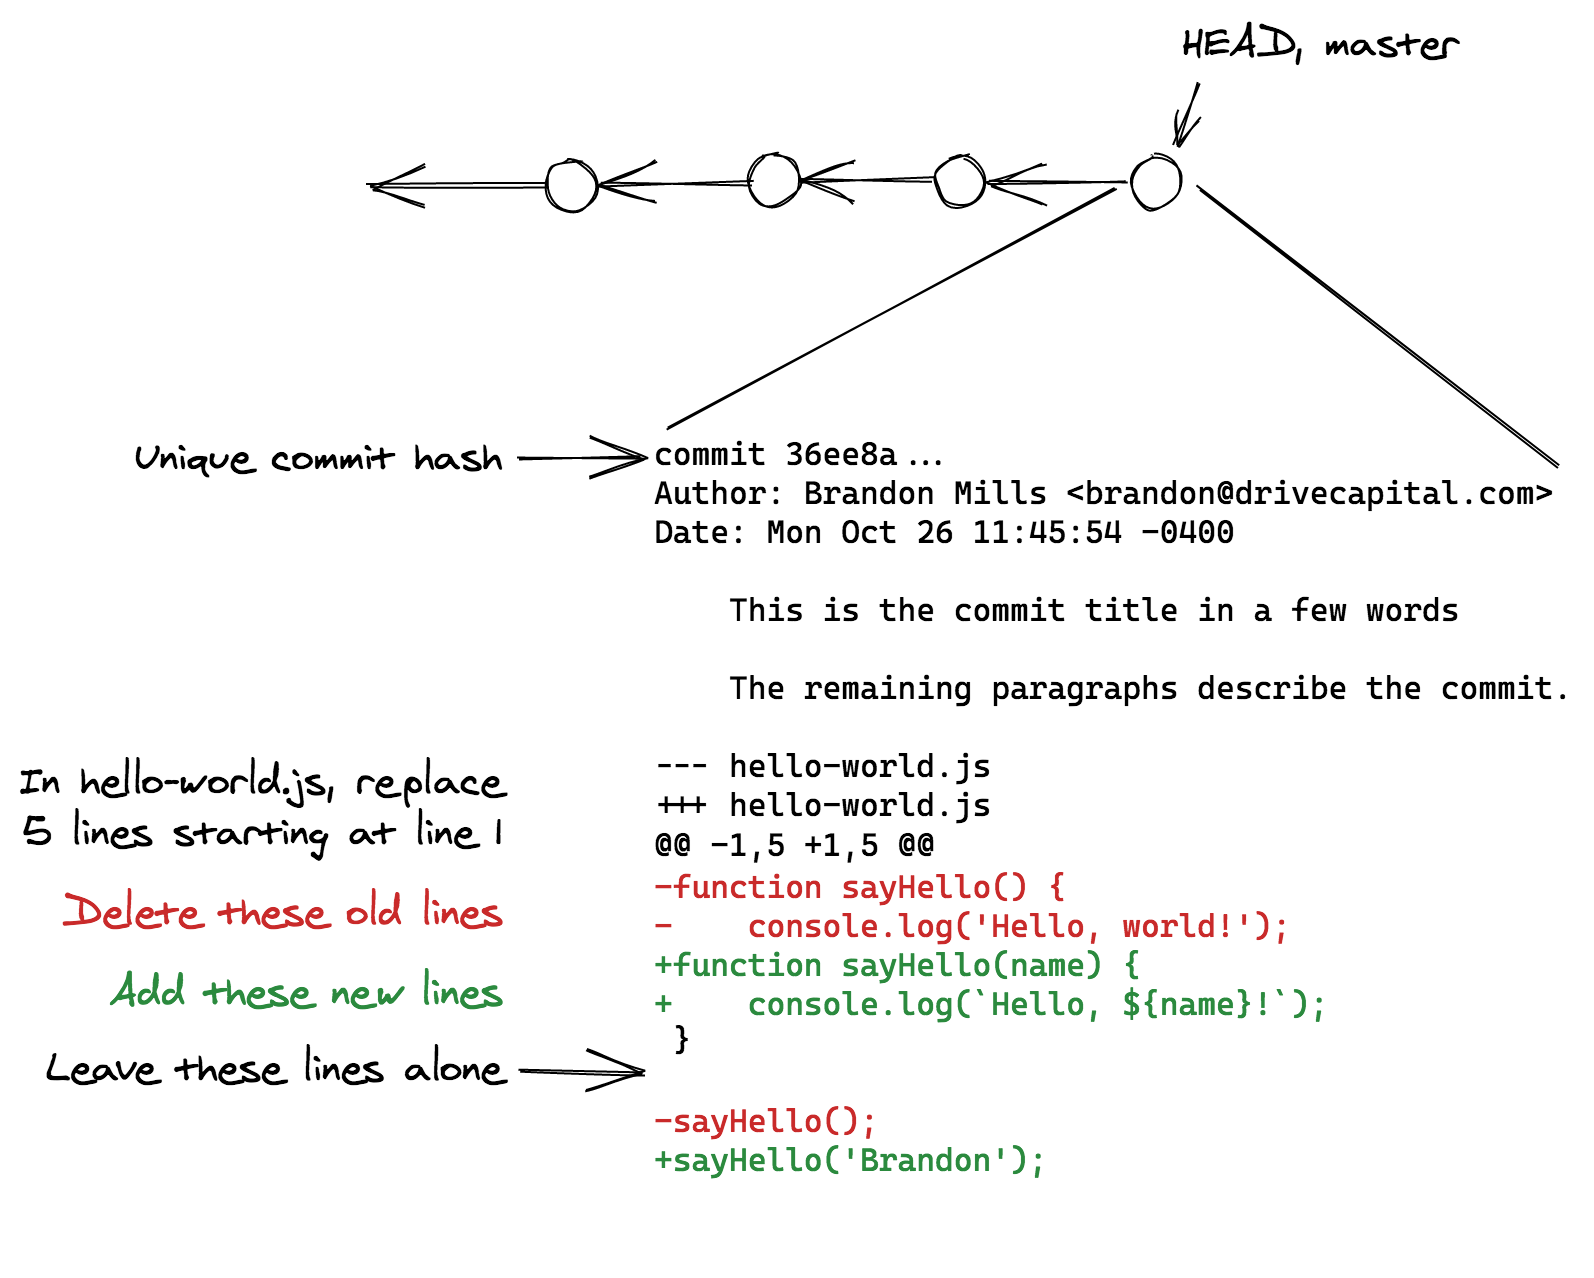 HEAD, master
Unique commit hash
commit 36ee8a...
Author: Brandon Mills <brandon@drivecapital.com>
Date: Mon Oct 26 11:45:54 -0400
This is the commit title in a few words
The remaining paragraphs describe the commit.
In hello-world.js, replace
5 lines starting at line 1
--- hello-world.js
+++ hello-world.js
@@ -1,5 +1,5 @@
Delete these old lines
-function sayHello() {
-    console.log('Hello, world!');
Add these new lines
+function sayHello(name) {
+    console.log(`Hello, ${name}!`);
 }
Leave these lines alone
-sayHello();
+sayHello('Brandon');